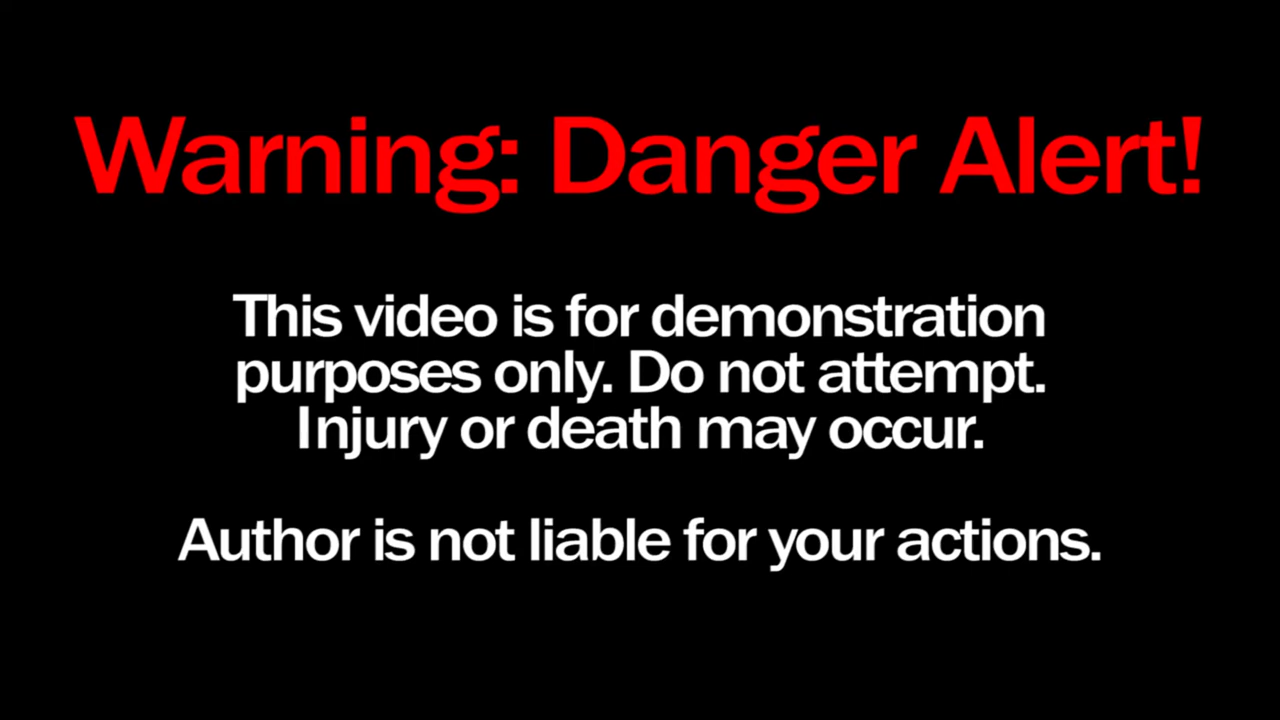 Warning: Danger Alert!
This video is for demonstration
purposes only. Do not attempt.
Injury or death may occur.
Author is not liable for your actions.